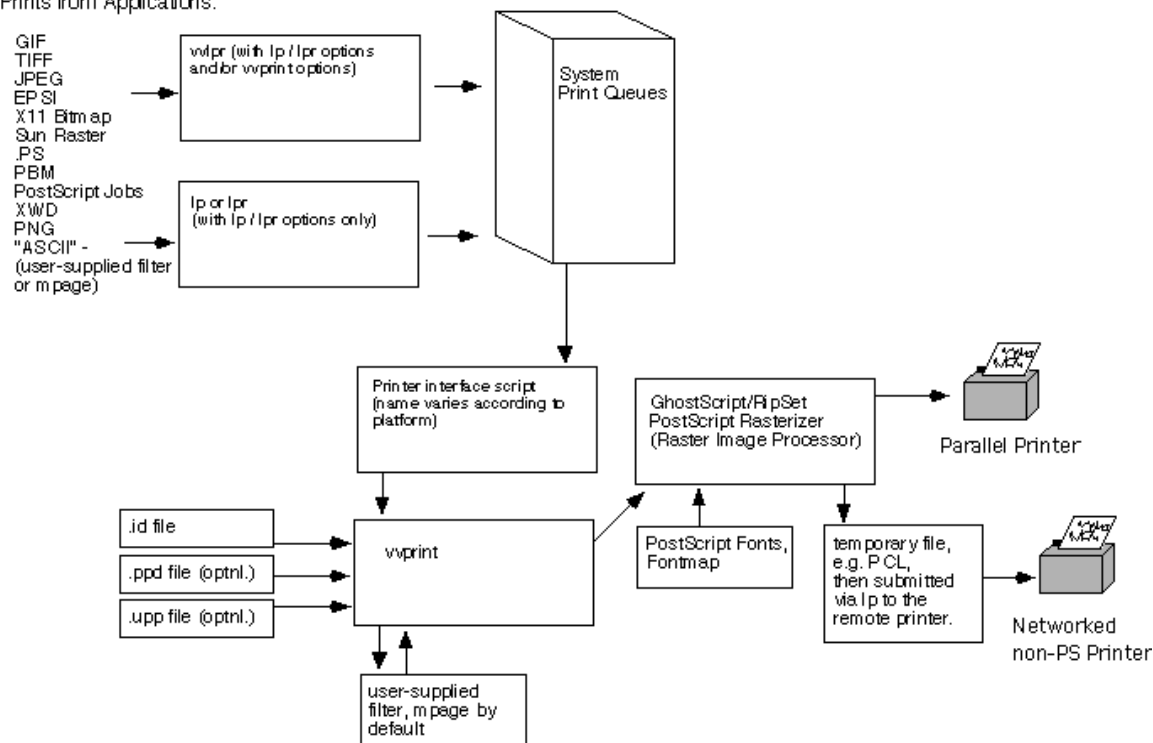 Prints from Applications:
GIF
TIFF
JPEG
EPSI
X11 Bitmap
Sun Raster
.PS
PBM
PostScript Jobs
XWD
PNG
"ASCII" -
(user-supplied filter
or mpage)
vvlpr (with lp / lpr options
and/or vvprint options)
lp or lpr
(with lp / lpr options only)
System
Print Queues
Printer interface script
(name varies according to
platform)
GhostScript/RipSet
PostScript Rasterizer
(Raster Image Processor)
Parallel Printer
.id file
.ppd file (optnl.)
.upp file (optnl.)
vvprint
PostScript Fonts,
Fontmap
temporary file,
e.g. PCL,
then submitted
via lp to the
remote printer.
Networked
non-PS Printer
user-supplied
filter, mpage by
default